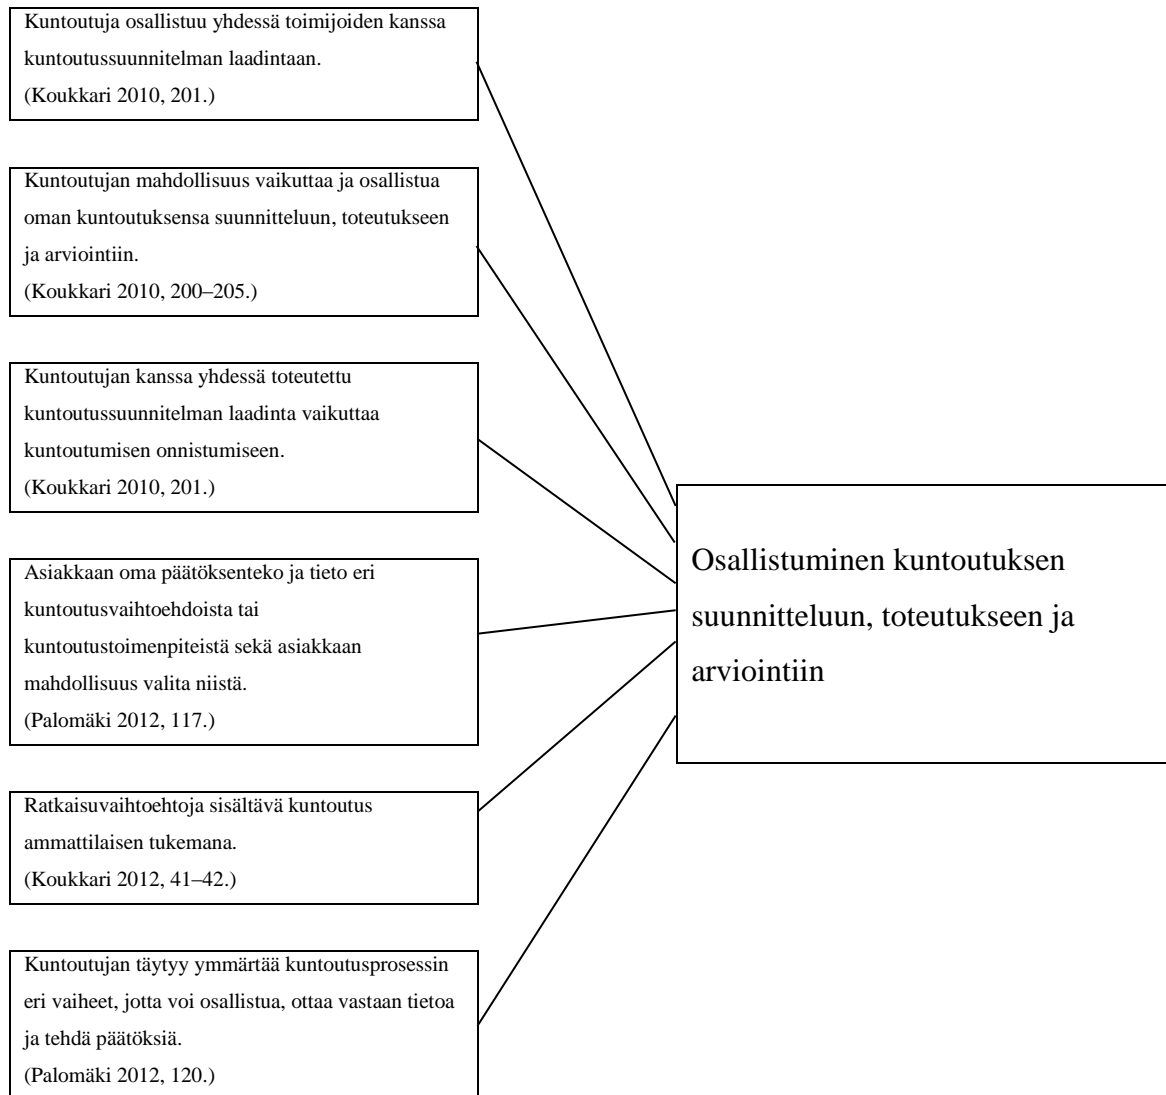 Kuntoutuja osallistuu yhdessä toimijoiden kanssa
kuntoutussuunnitelman laadintaan.
(Koukkari 2010, 201.)
Kuntoutujan mahdollisuus vaikuttaa ja osallistua
oman kuntoutuksensa suunnitteluun, toteutukseen
ja arviointiin.
(Koukkari 2010, 200–205.)
Kuntoutujan kanssa yhdessä toteutettu
kuntoutussuunnitelman laadinta vaikuttaa
kuntoutumisen onnistumiseen.
(Koukkari 2010, 201.)
Asiakkaan oma päätöksenteko ja tieto eri
kuntoutusvaihtoehdoista tai
kuntoutustoimenpiteistä sekä asiakkaan
mahdollisuus valita niistä.
(Palomäki 2012, 117.)
Ratkaisuvaihtoehtoja sisältävä kuntoutus
ammattilaisen tukemana.
(Koukkari 2012, 41–42.)
Kuntoutujan täytyy ymmärtää kuntoutusprosessin
eri vaiheet, jotta voi osallistua, ottaa vastaan tietoa
ja tehdä päätöksiä.
(Palomäki 2012, 120.)
Osallistuminen kuntoutuksen
suunnitteluun, toteutukseen ja
arviointiin